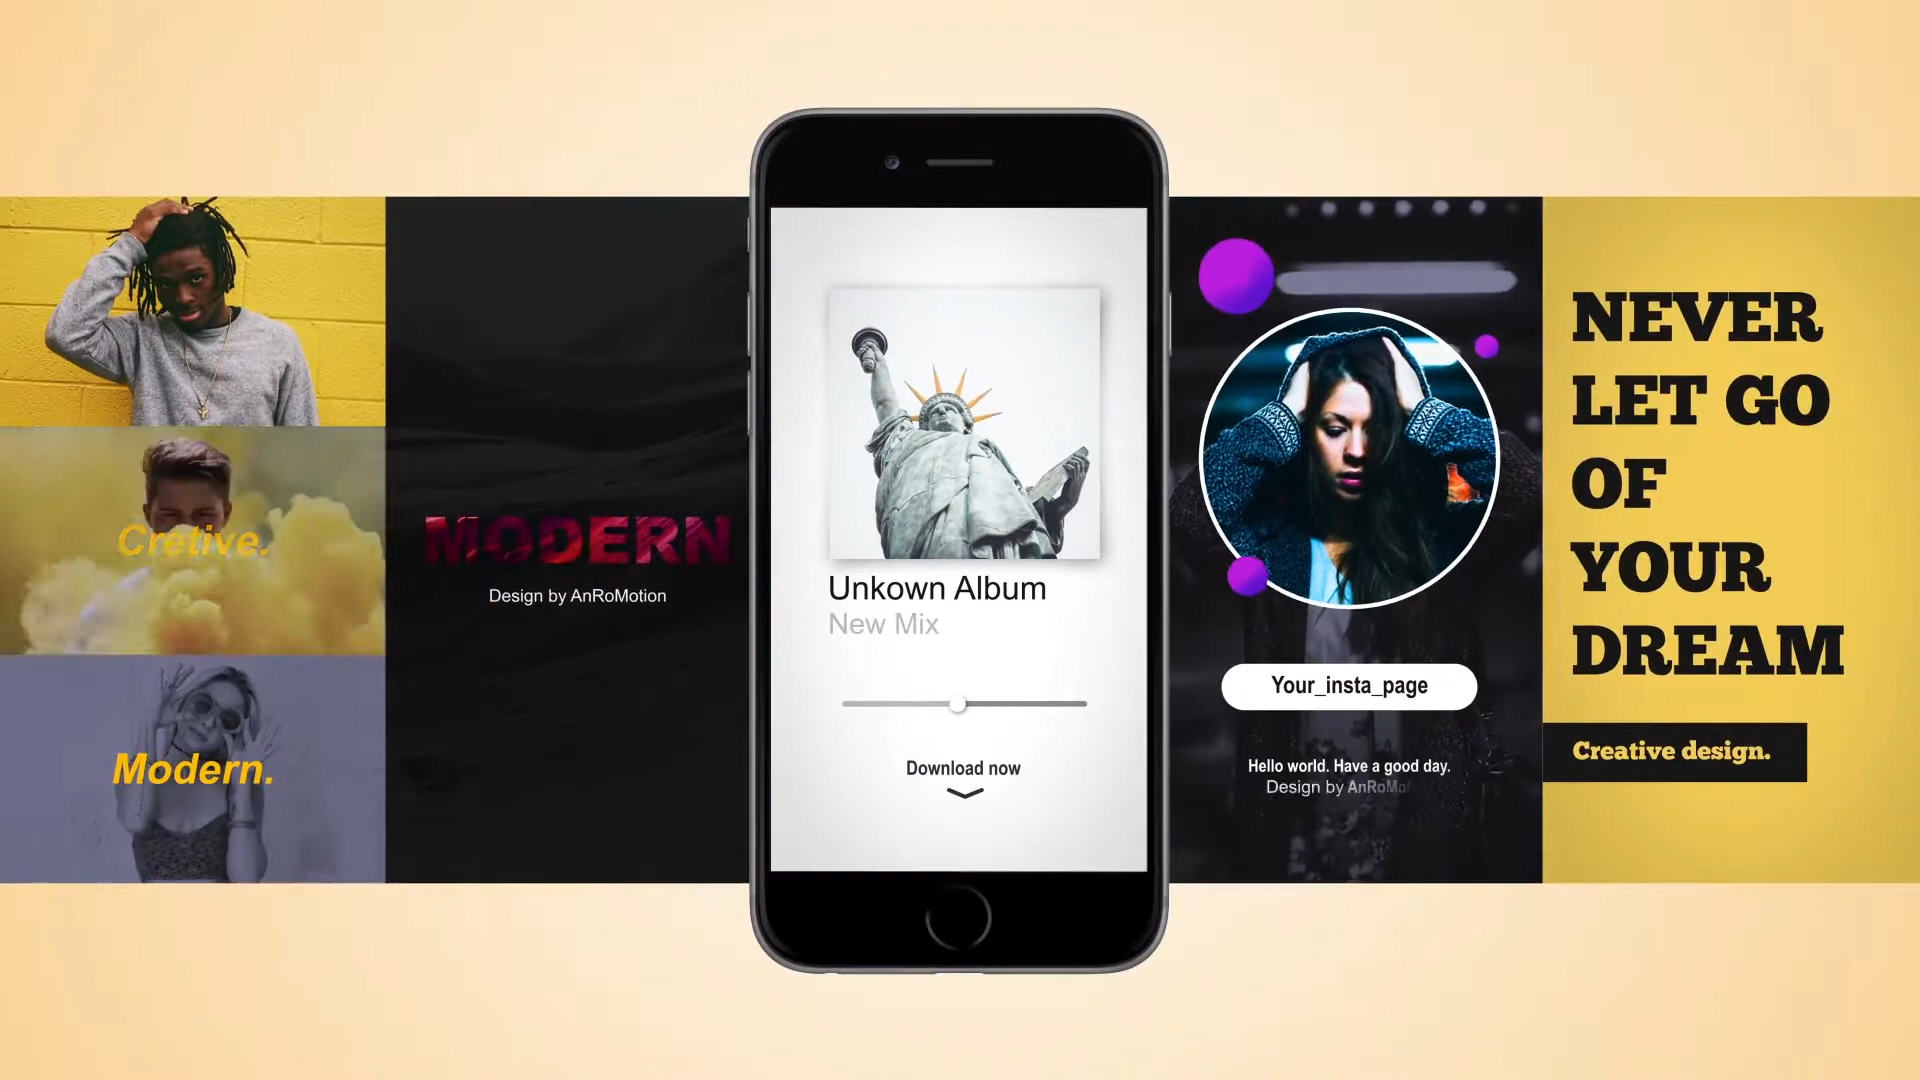 Cretive.
Modern.
MODERN
Design by AnRoMotion
Unkown Album
New Mix
Download now
Your_insta_page
Hello world. Have a good day.
Design by AnRoMo
NEVER
LET GO
OF
YOUR
DREAM
Creative design.